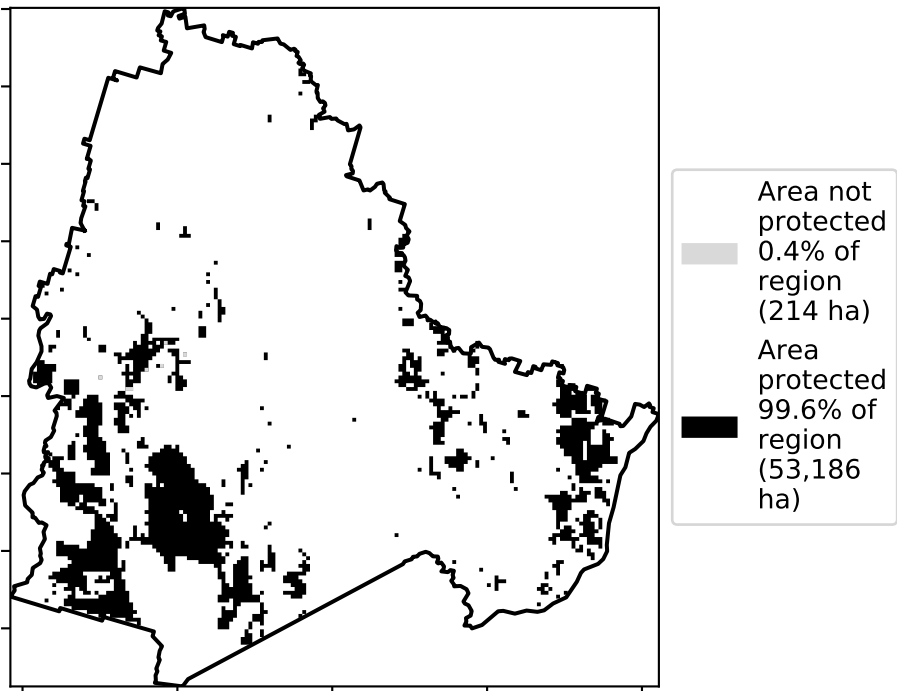 Area not
protected
0.4% of
region
(214 ha)
Area
protected
99.6% of
region
(53,186
ha)